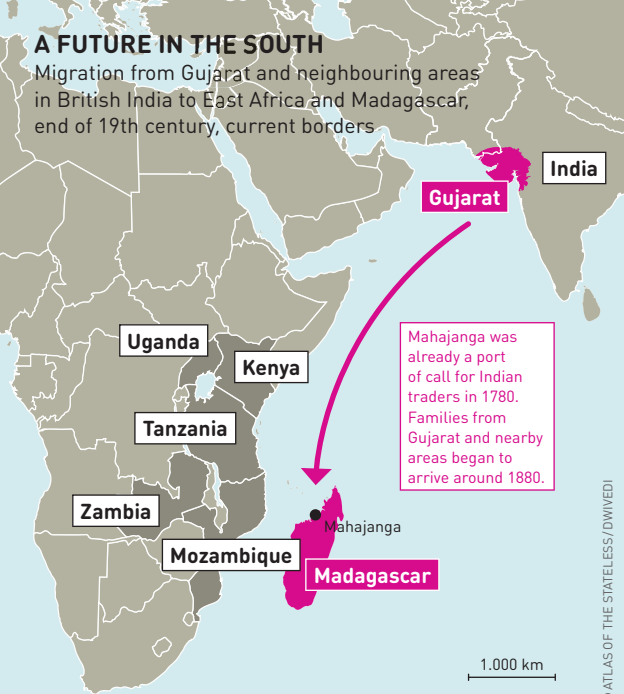 A FUTURE IN THE SOUTH
Migration from Gujarat and neighbouring areas
in British India to East Africa and Madagascar,
end of 19th century, current borders
India
Gujarat
Uganda
Kenya
Mahajanga was
already a port
of call for Indian
traders in 1780.
Families from
Gujarat and nearby
areas began to
arrive around 1880.
Tanzania
Zambia
Mahajanga
Mozambique
Madagascar
1.000 km
ATLAS OF THE STATELESS/DWIVEDI